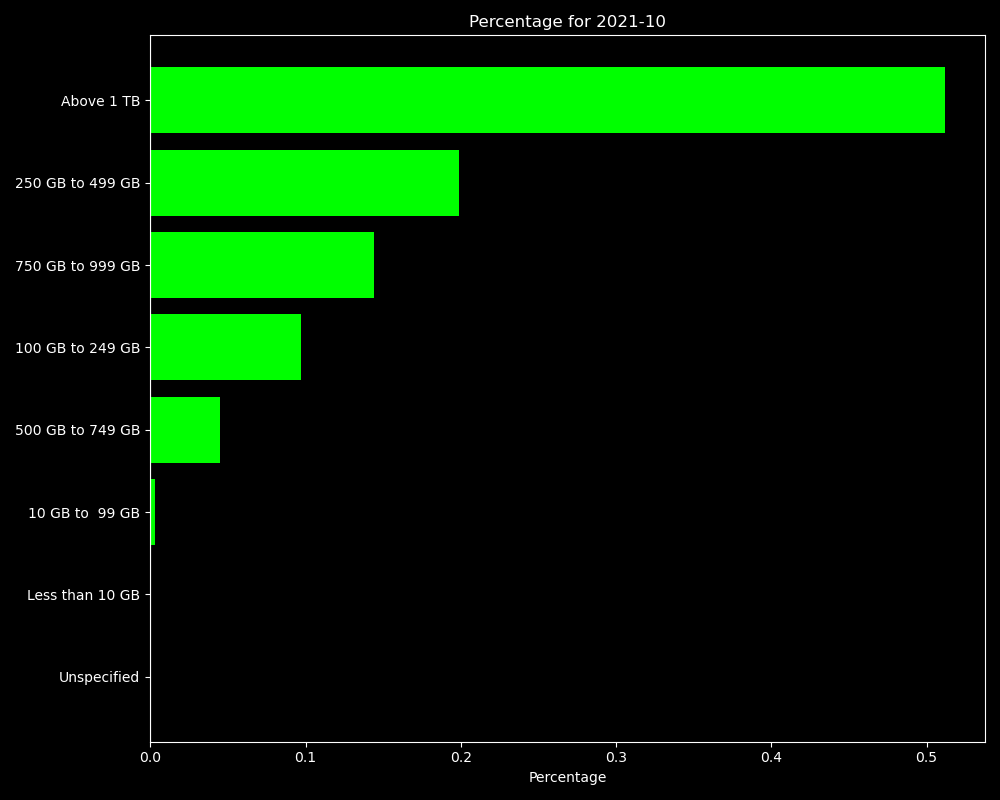 Percentage for 2021-10
Above 1 TB
250 GB to 499 GB
750 GB to 999 GB
100 GB to 249 GB
500 GB to 749 GB
10 GB to  99 GB
Less than 10 GB
Unspecified
0.0 0.1 0.2 0.3 0.4 0.5
Percentage